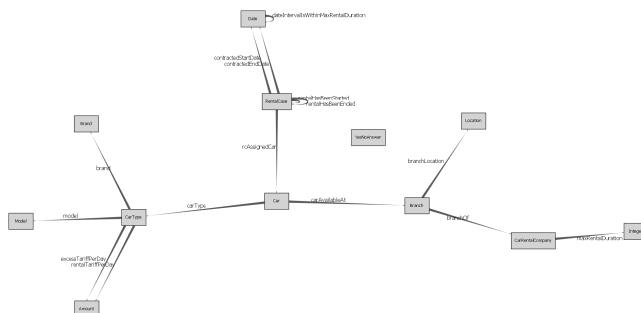 Date
dateIntervalIsWithinMaxRentalDuration
contractedStartDate
contractedEndDate
RentalCase
rentalHasBeenStarted
rentalHasBeenEnded
Brand
Location
YesNoAnswer
rcAssignedCar
branchLocation
brand
Car
carType
carAvailableAt
Branch
Model
model
CarType
branchOf
CarRentalCompany
maxRentalDuration
Integer
excessTariffPerDay
rentalTariffPerDay
Amount